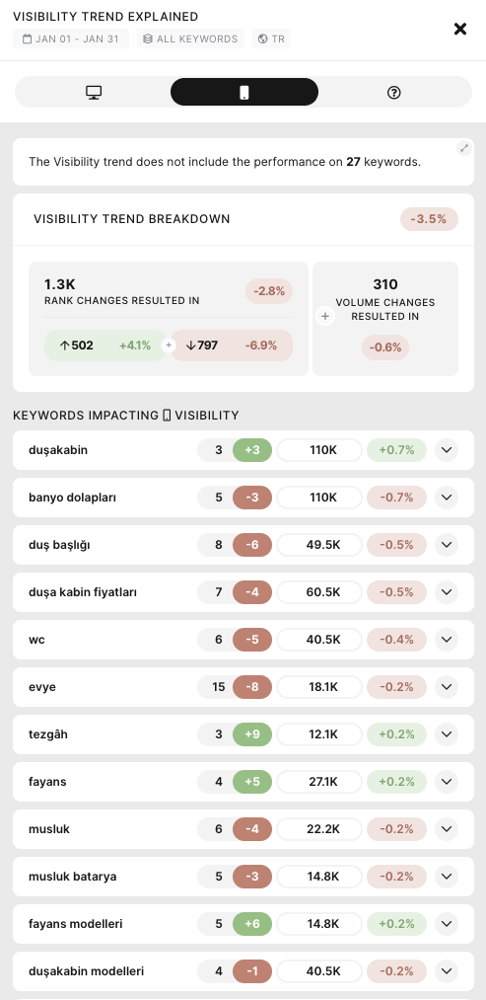 VISIBILITY TREND EXPLAINED
JAN 01 - JAN 31 ALL KEYWORDS TR
The Visibility trend does not include the performance on 27 keywords.
VISIBILITY TREND BREAKDOWN -3.5%
1.3K
RANK CHANGES RESULTED IN -2.8%
↑502 +4.1% + ↓797 -6.9%
+
310
VOLUME CHANGES
RESULTED IN
-0.6%
KEYWORDS IMPACTING VISIBILITY
duşakabin 3 +3 110K +0.7%
banyo dolapları 5 -3 110K -0.7%
duş başlığı 8 -6 49.5K -0.5%
duşa kabin fiyatları 7 -4 60.5K -0.5%
wc 6 -5 40.5K -0.4%
evye 15 -8 18.1K -0.2%
tezgâh 3 +9 12.1K +0.2%
fayans 4 +5 27.1K +0.2%
musluk 6 -4 22.2K -0.2%
musluk batarya 5 -3 14.8K -0.2%
fayans modelleri 5 +6 14.8K +0.2%
duşakabin modelleri 4 -1 40.5K -0.2%